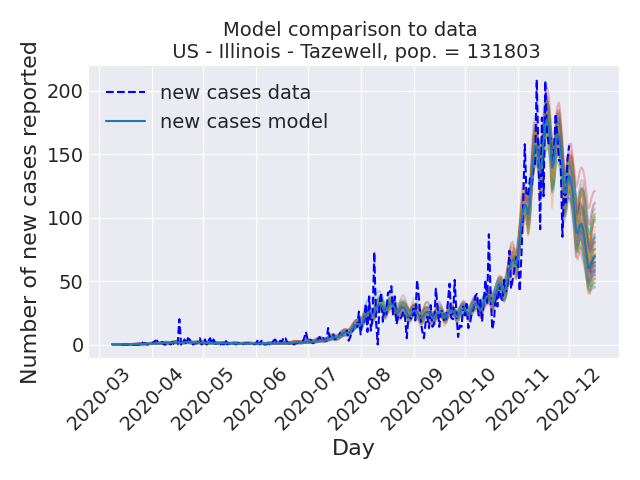 Model comparison to data
US - Illinois - Tazewell, pop. = 131803
new cases data
new cases model
Number of new cases reported
200
150
100
50
0
2020-03
2020-04
2020-05
2020-06
2020-07
2020-08
2020-09
2020-10
2020-11
2020-12
Day